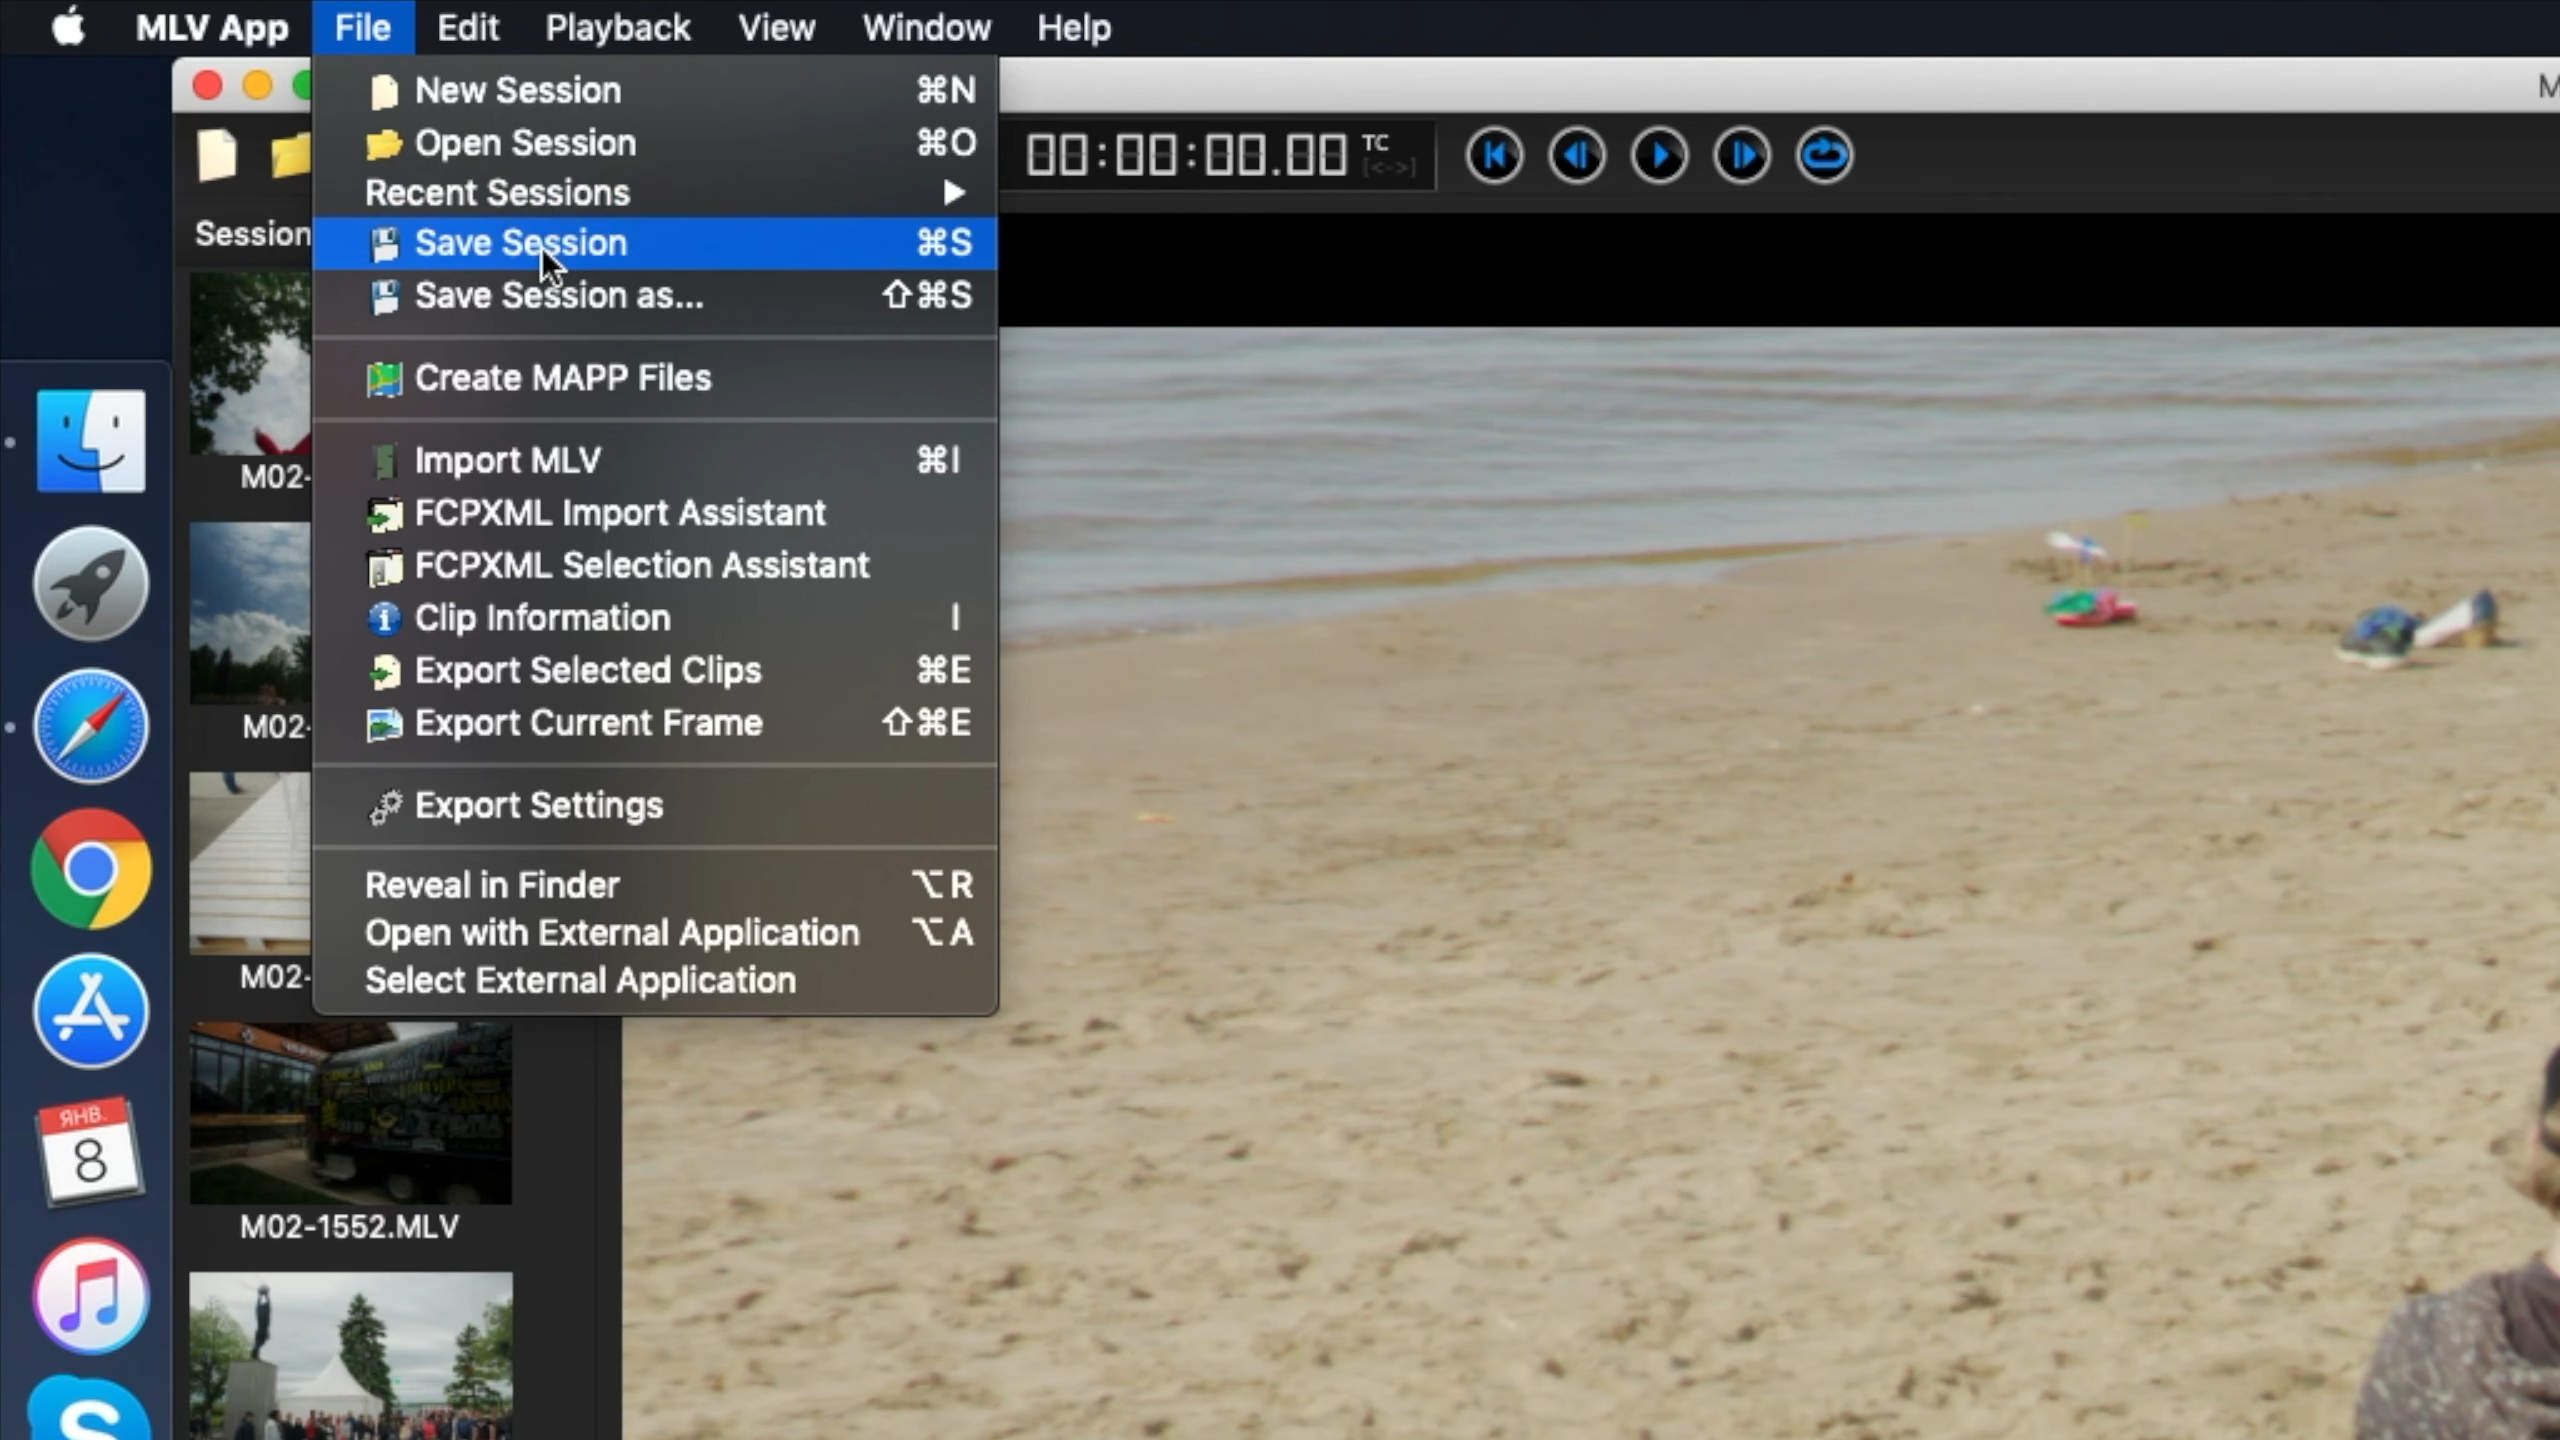 MLV App File Edit Playback View Window Help
New Session ⌘N
Open Session ⌘O
Recent Sessions ▶
Save Session ⌘S
Save Session as... ⇧⌘S
Create MAPP Files
Import MLV ⌘I
FCPXML Import Assistant
FCPXML Selection Assistant
Clip Information I
Export Selected Clips ⌘E
Export Current Frame ⇧⌘E
Export Settings
Reveal in Finder ⌥R
Open with External Application ⌥A
Select External Application
M
00:00:00.00 TC
[<->]
Session
M02-
M02-
M02-
M02-1552.MLV
ЯНВ.
8